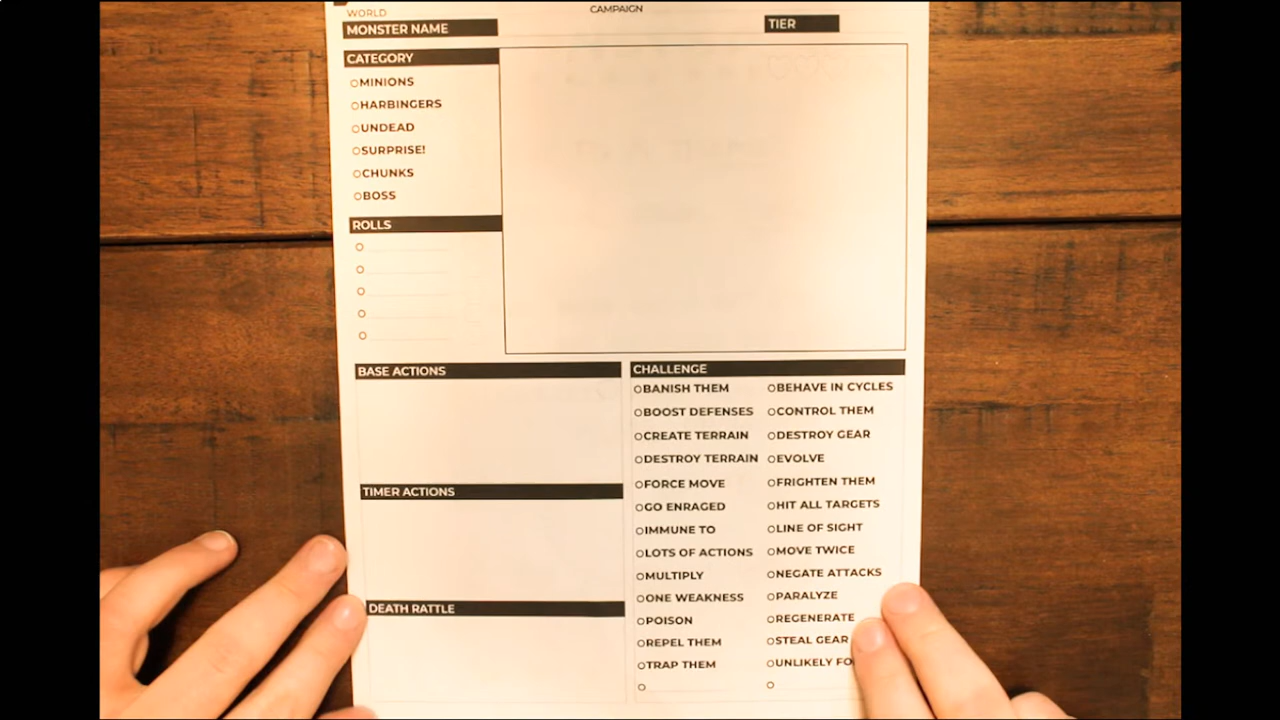 WORLD
CAMPAIGN
MONSTER NAME
TIER
CATEGORY
MINIONS
HARBINGERS
UNDEAD
SURPRISE!
CHUNKS
BOSS
ROLLS
BASE ACTIONS
TIMER ACTIONS
DEATH RATTLE
CHALLENGE
BANISH THEM
BOOST DEFENSES
CREATE TERRAIN
DESTROY TERRAIN
FORCE MOVE
GO ENRAGED
IMMUNE TO
LOTS OF ACTIONS
MULTIPLY
ONE WEAKNESS
POISON
REPEL THEM
TRAP THEM
BEHAVE IN CYCLES
CONTROL THEM
DESTROY GEAR
EVOLVE
FRIGHTEN THEM
HIT ALL TARGETS
LINE OF SIGHT
MOVE TWICE
NEGATE ATTACKS
PARALYZE
REGENERATE
STEAL GEAR
UNLIKELY